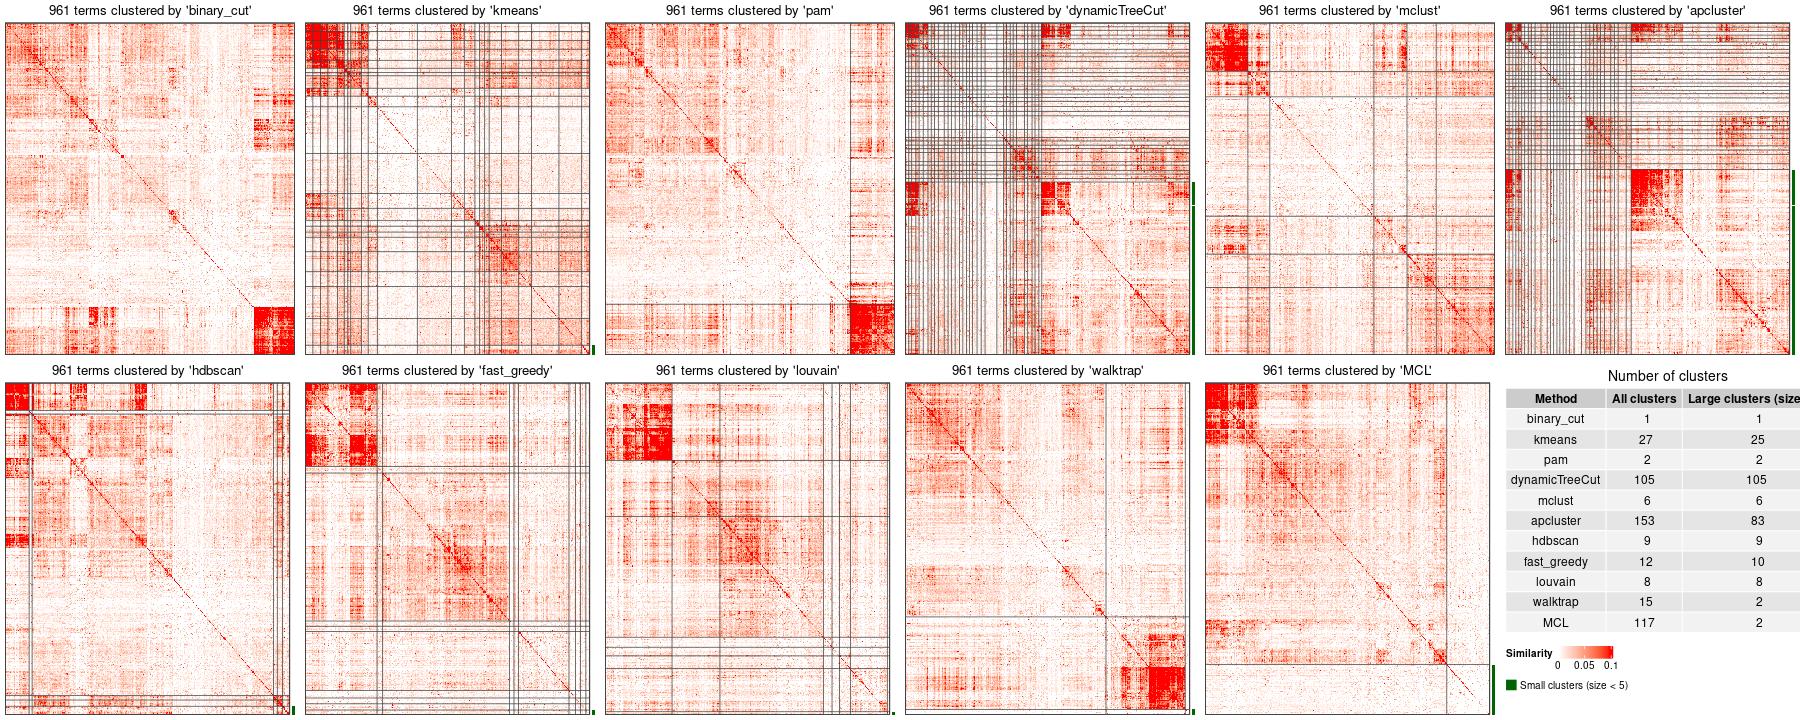 961 terms clustered by 'binary_cut'
961 terms clustered by 'kmeans'
961 terms clustered by 'pam'
961 terms clustered by 'dynamicTreeCut'
961 terms clustered by 'mclust'
961 terms clustered by 'apcluster'
961 terms clustered by 'hdbscan'
961 terms clustered by 'fast_greedy'
961 terms clustered by 'louvain'
961 terms clustered by 'walktrap'
961 terms clustered by 'MCL'
Number of clusters
Method All clusters Large clusters (size
binary_cut 1 1
kmeans 27 25
pam 2 2
dynamicTreeCut 105 105
mclust 6 6
apcluster 153 83
hdbscan 9 9
fast_greedy 12 10
louvain 8 8
walktrap 15 2
MCL 117 2
Similarity
0 0.05 0.1
Small clusters (size < 5)